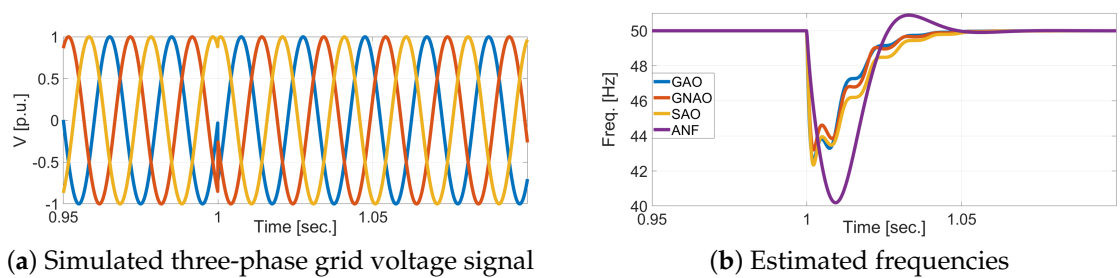 1
0.5
0
-0.5
-1
V [p.u.]
0.95
1
1.05
Time [sec.]
(a) Simulated three-phase grid voltage signal
50
48
46
44
42
40
Freq. [Hz]
GAO
GNAO
SAO
ANF
0.95
1
1.05
Time [sec.]
(b) Estimated frequencies